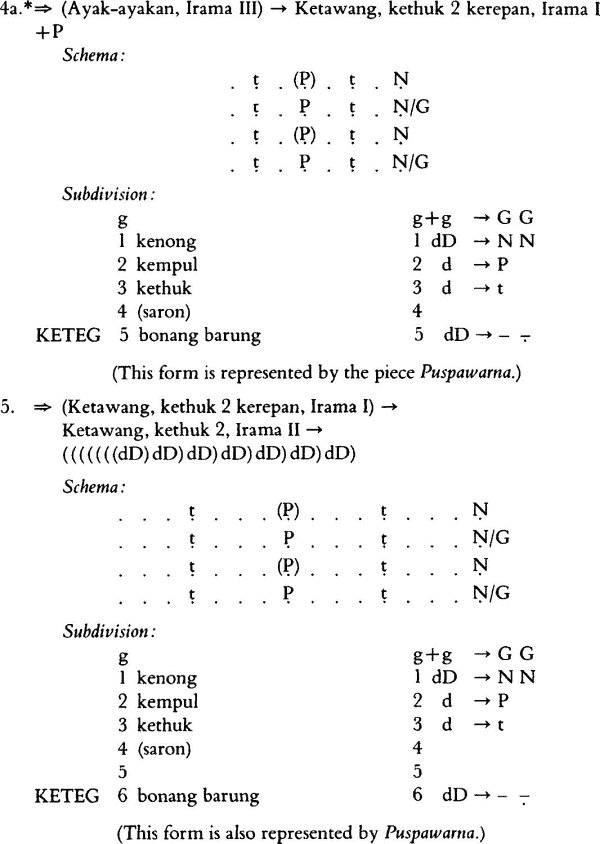 4a.*⇒ (Ayak-ayakan, Irama III) → Ketawang, kethuk 2 kerepan, Irama I
+P
Schema:
. ṭ . (P̣) . ṭ . Ṇ
. ṭ . P̣ . ṭ . Ṇ/G
. ṭ . (P̣) . ṭ . Ṇ
. ṭ . P̣ . ṭ . Ṇ/G
Subdivision:
g g+g → G G
1 kenong 1 dD → N N
2 kempul 2 d → P
3 kethuk 3 d → t
4 (saron) 4
KETEG 5 bonang barung 5 dD → – –̣
(This form is represented by the piece Puspawarna.)
5. ⇒ (Ketawang, kethuk 2 kerepan, Irama I) →
Ketawang, kethuk 2, Irama II →
(((((((dD) dD) dD) dD) dD) dD) dD)
Schema:
. . . ṭ . . . (P̣) . . . ṭ . . . Ṇ
. . . ṭ . . . P̣ . . . ṭ . . . Ṇ/G
. . . ṭ . . . (P̣) . . . ṭ . . . Ṇ
. . . ṭ . . . P̣ . . . ṭ . . . Ṇ/G
Subdivision:
g g+g → G G
1 kenong 1 dD → N N
2 kempul 2 d → P
3 kethuk 3 d → t
4 (saron) 4
5 5
KETEG 6 bonang barung 6 dD → – –̣
(This form is also represented by Puspawarna.)